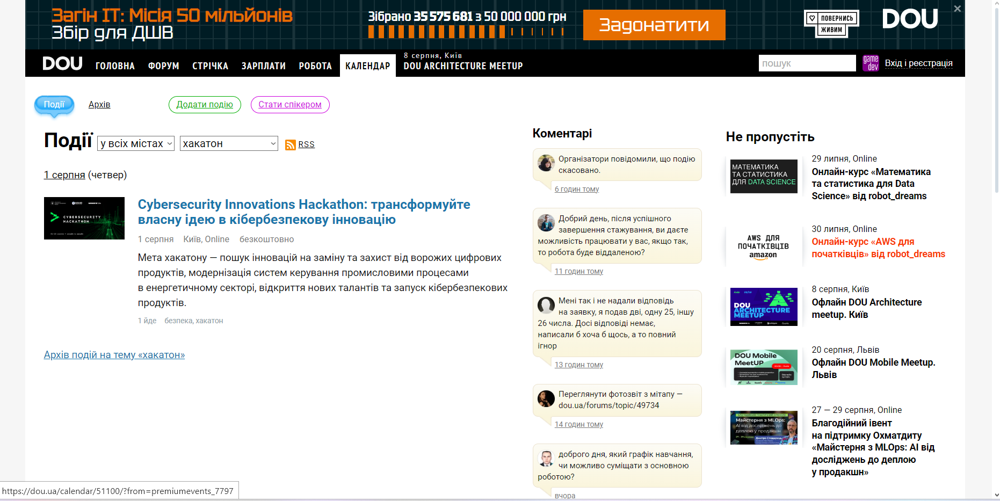 Загін ІТ: Місія 50 мільйонів
Збір для ДШВ
Зібрано 35 575 681 з 50 000 000 грн
Задонатити
ПОВЕРНИСЬ
ЖИВИМ
DOU
DOU
ГОЛОВНА
ФОРУМ
СТРІЧКА
ЗАРПЛАТИ
РОБОТА
КАЛЕНДАР
8 серпня, Київ
DOU ARCHITECTURE MEETUP
пошук
game
dev
Вхід і реєстрація
Події
Архів
Додати подію
Стати спікером
Події
у всіх містах
хакатон
RSS
1 серпня (четвер)
USAID
CYBERSECURITY
HACKATHON
Cybersecurity Innovations Hackathon: трансформуйте
власну ідею в кібербезпекову інновацію
1 серпня Київ, Online безкоштовно
Мета хакатону — пошук інновацій на заміну та захист від ворожих цифрових
продуктів, модернізація систем керування промисловими процесами
в енергетичному секторі, відкриття нових талантів та запуск кібербезпекових
продуктів.
1 йде безпека, хакатон
Архів подій на тему «хакатон»
Коментарі
Організатори повідомили, що подію
скасовано.
6 годин тому
Добрий день, після успішного
завершення стажування, ви даєте
можливість працювати у вас, якщо так,
то робота буде віддаленою?
11 годин тому
Мені так і не надали відповідь
на заявку, я подав дві, одну 25, іншу
26 числа. Досі відповіді немає,
написали б хоча б щось, а то повний
ігнор
13 годин тому
Переглянути фотозвіт з мітапу —
dou.ua/forums/topic/49734
14 годин тому
доброго дня, який графік навчання,
чи можливо суміщати з основною
роботою?
вчора
Не пропустіть
МАТЕМАТИКА
ТА СТАТИСТИКА
ДЛЯ DATA SCIENCE
29 липня, Online
Онлайн-курс «Математика
та статистика для Data
Science» від robot_dreams
AWS ДЛЯ
ПОЧАТКІВЦІВ
amazon
30 липня, Online
Онлайн-курс «AWS для
початківців» від robot_dreams
DOU
ARCHITECTURE
MEETUP
8 серпня, Київ
Офлайн DOU Architecture
meetup. Київ
DOU Mobile
MeetUP
20 серпня, Львів
Офлайн DOU Mobile Meetup.
Львів
Майстерня з MLOps:
AI від досліджень до
деплою у продакшн
27 — 29 серпня, Online
Благодійний івент
на підтримку Охматдиту
«Майстерня з MLOps: AI від
досліджень до деплою
у продакшн»
https://dou.ua/calendar/51100/?from=premiumevents_7797